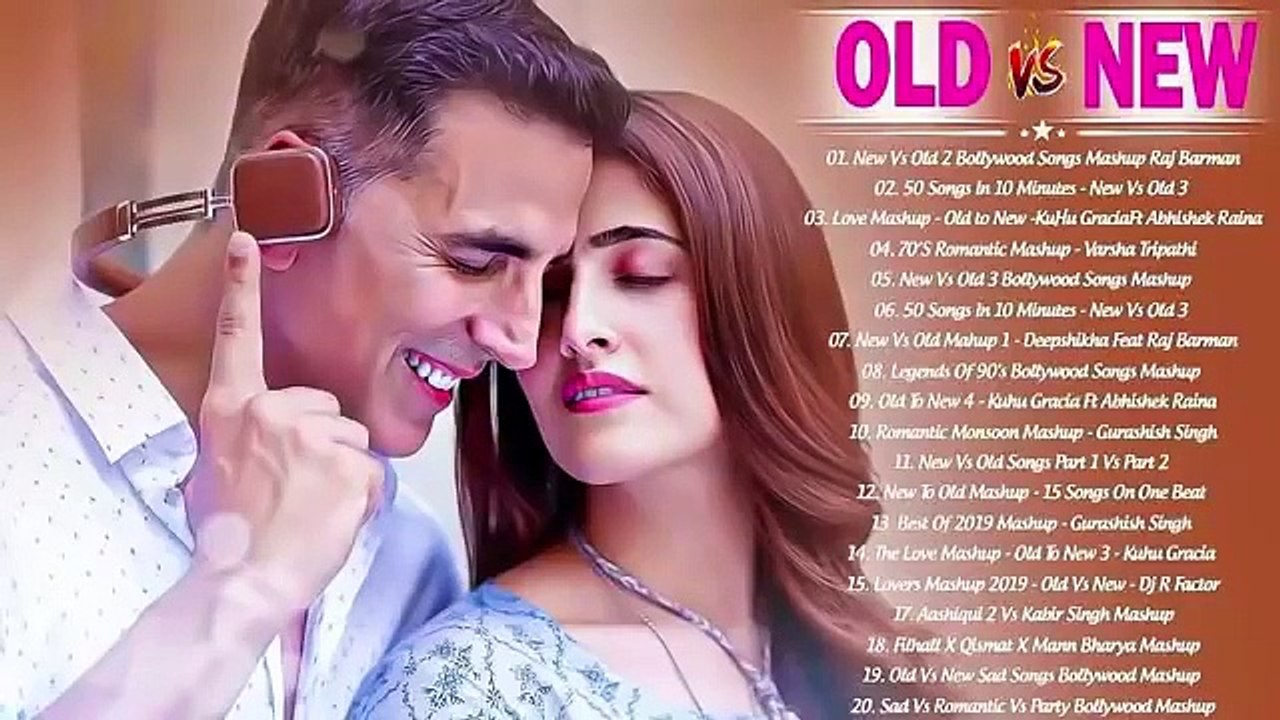 OLD VS NEW
01. New Vs Old 2 Bollywood Songs Mashup Raj Barman
02. 50 Songs In 10 Minutes - New Vs Old 3
03. Love Mashup - Old to New -KuHu GraciaFt Abhishek Raina
04. 70'S Romantic Mashup - Varsha Tripathi
05. New Vs Old 3 Bollywood Songs Mashup
06. 50 Songs In 10 Minutes - New Vs Old 3
07. New Vs Old Mahup 1 - Deepshikha Feat Raj Barman
08. Legends Of 90's Bollywood Songs Mashup
09. Old To New 4 - Kuhu Gracia Ft Abhishek Raina
10. Romantic Monsoon Mashup - Gurashish Singh
11. New Vs Old Songs Part 1 Vs Part 2
12. New To Old Mashup - 15 Songs On One Beat
13 Best Of 2019 Mashup - Gurashish Singh
14. The Love Mashup - Old To New 3 - Kuhu Gracia
15. Lovers Mashup 2019 - Old Vs New - Dj R Factor
17. Aashiqui 2 Vs Kabir Singh Mashup
18. Filhall X Qismat X Mann Bharya Mashup
19. Old Vs New Sad Songs Bollywood Mashup
20. Sad Vs Romantic Vs Party Bollywood Mashup